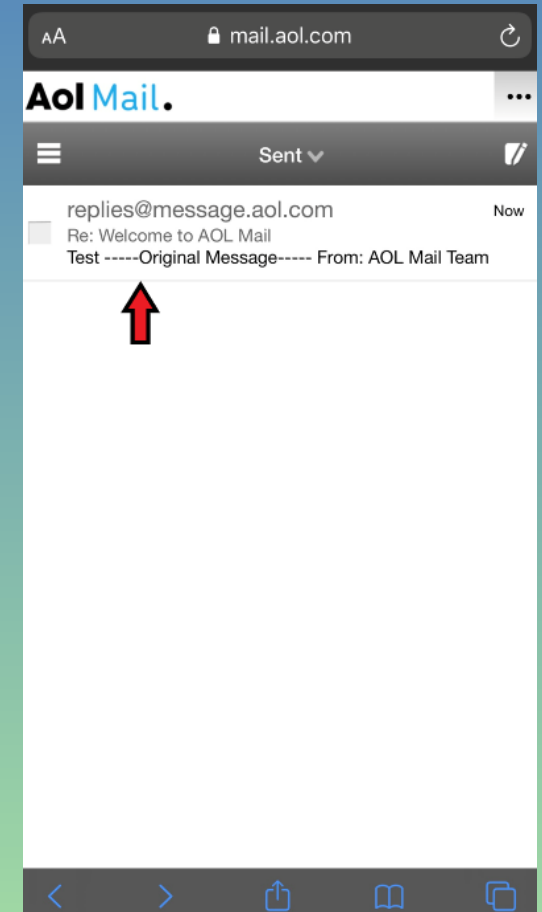 AA mail.aol.com
Aol Mail.
Sent
replies@message.aol.com Now
Re: Welcome to AOL Mail
Test -----Original Message----- From: AOL Mail Team